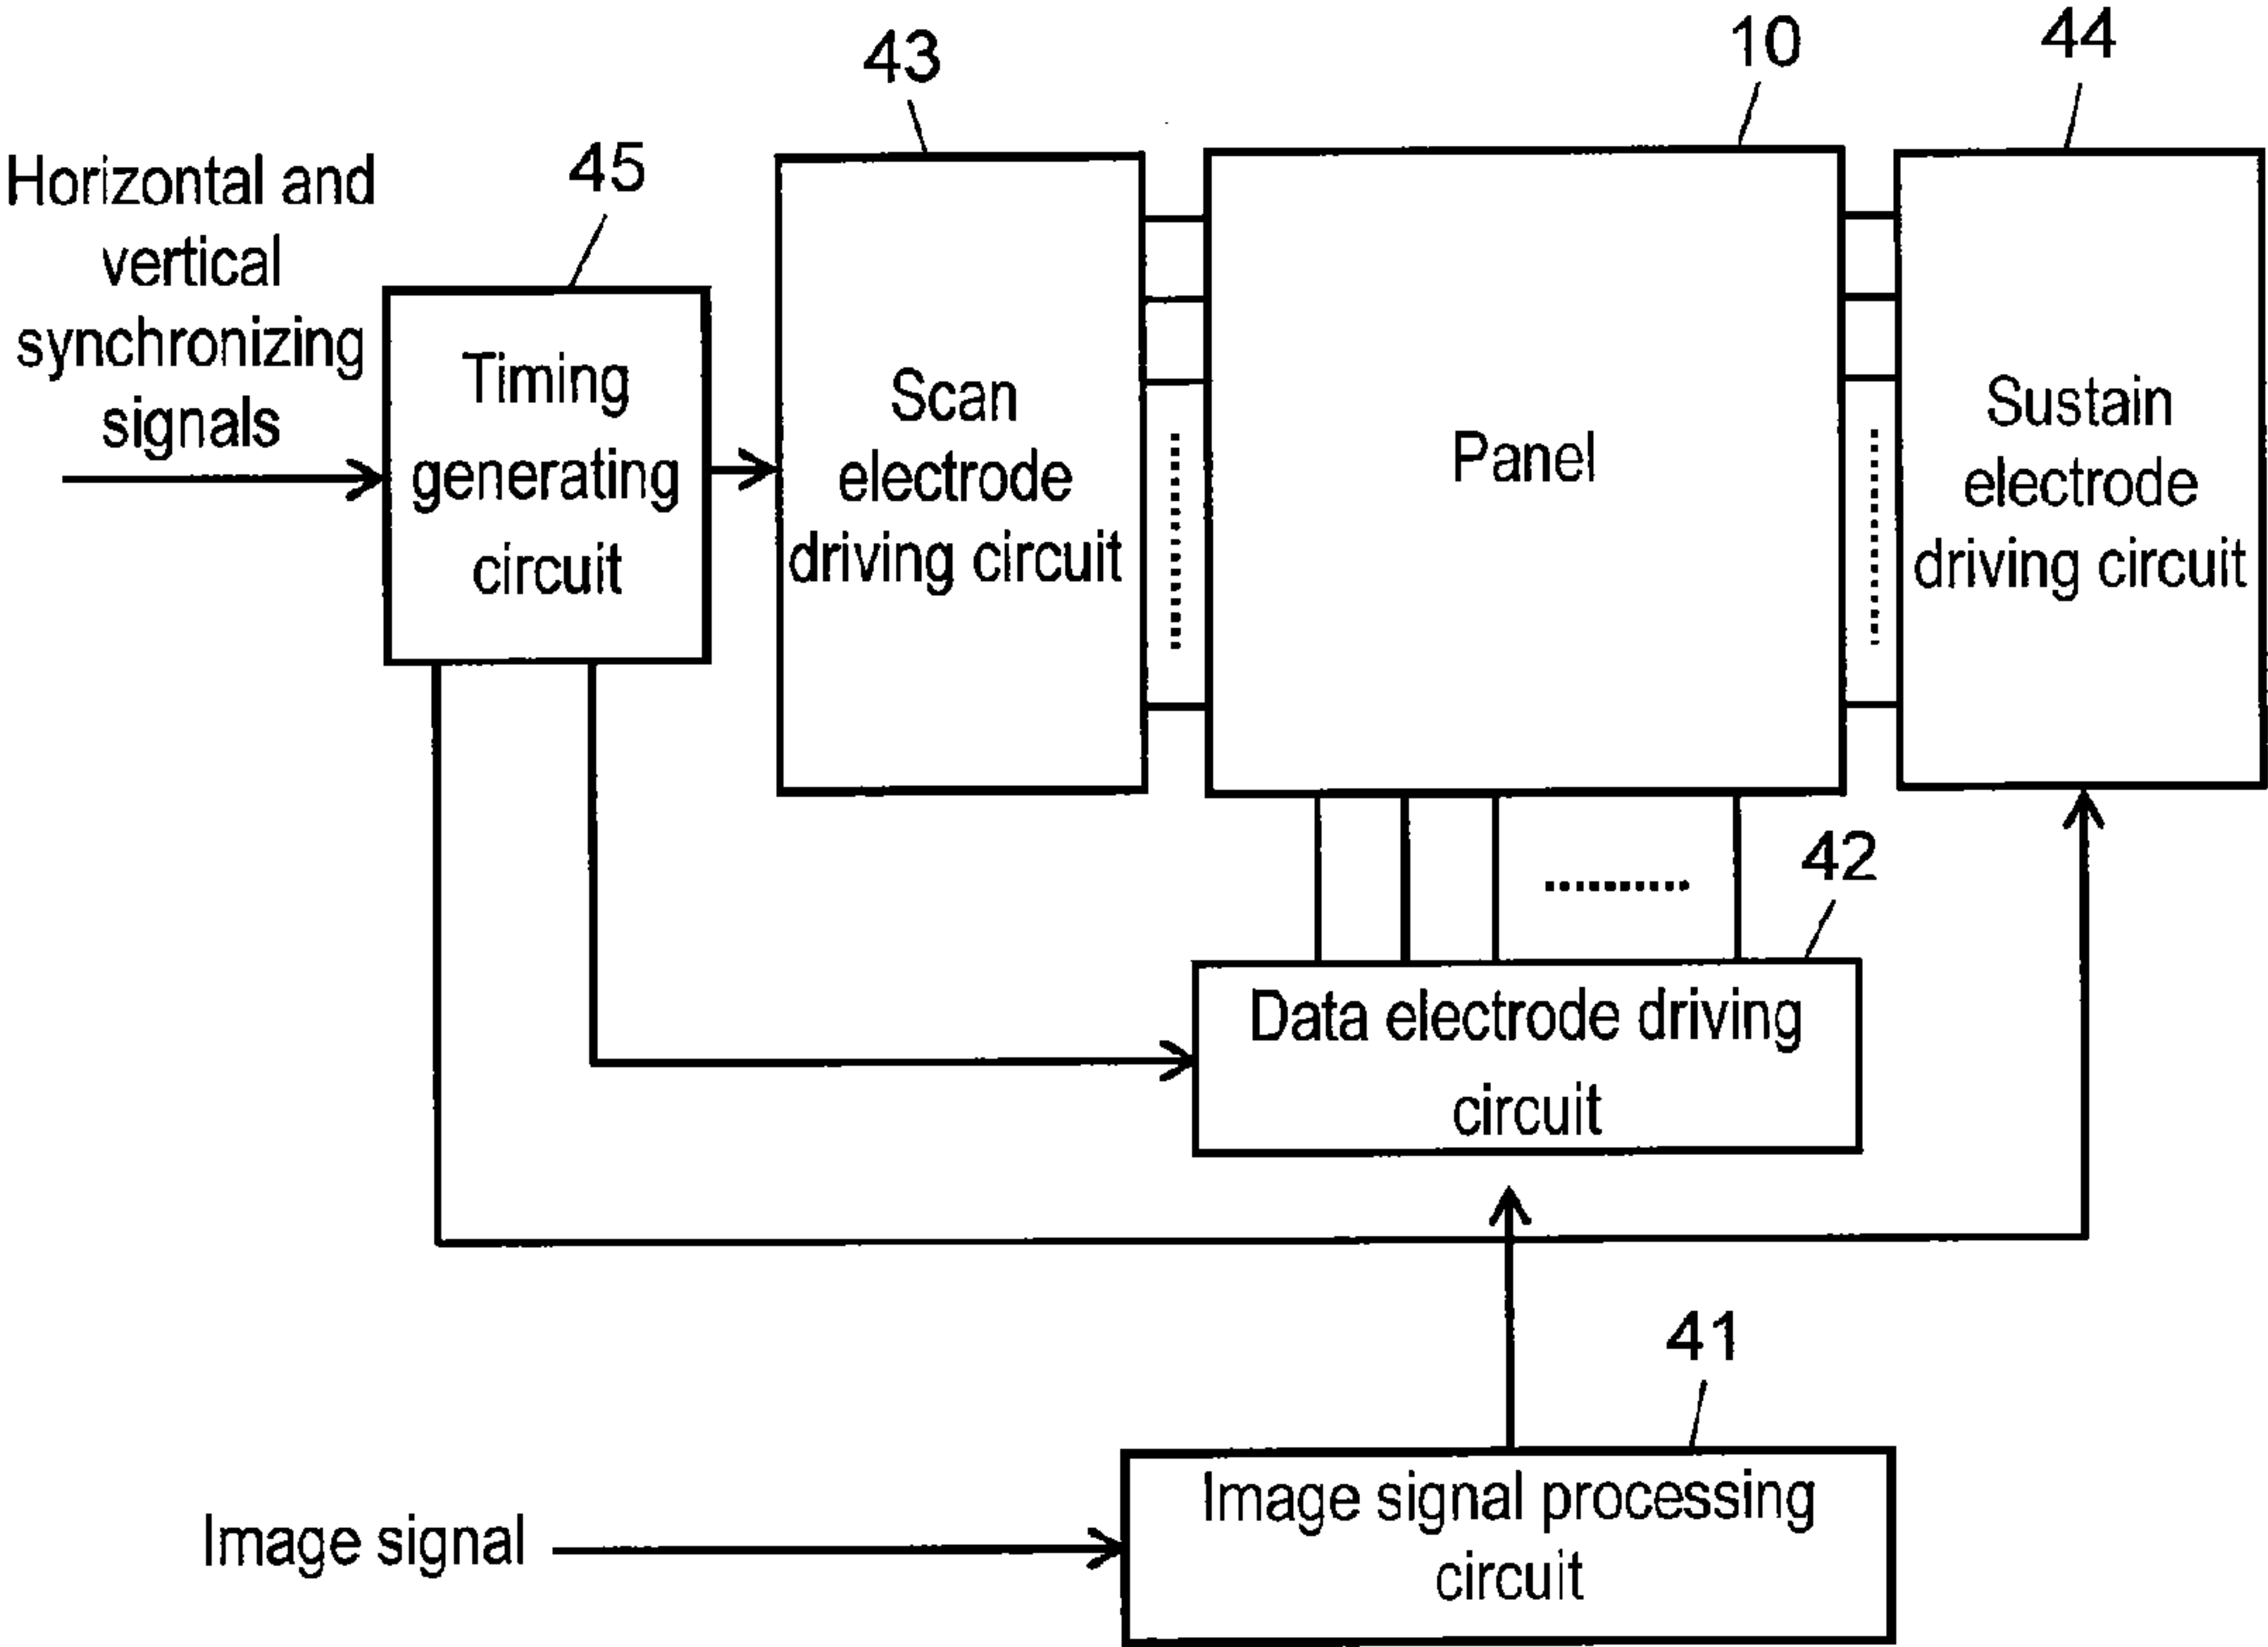 43
10
44
45
Horizontal and
vertical
synchronizing
signals
Timing
generating
circuit
Scan
electrode
driving circuit
Panel
Sustain
electrode
driving circuit
42
Data electrode driving
circuit
41
Image signal
Image signal processing
circuit